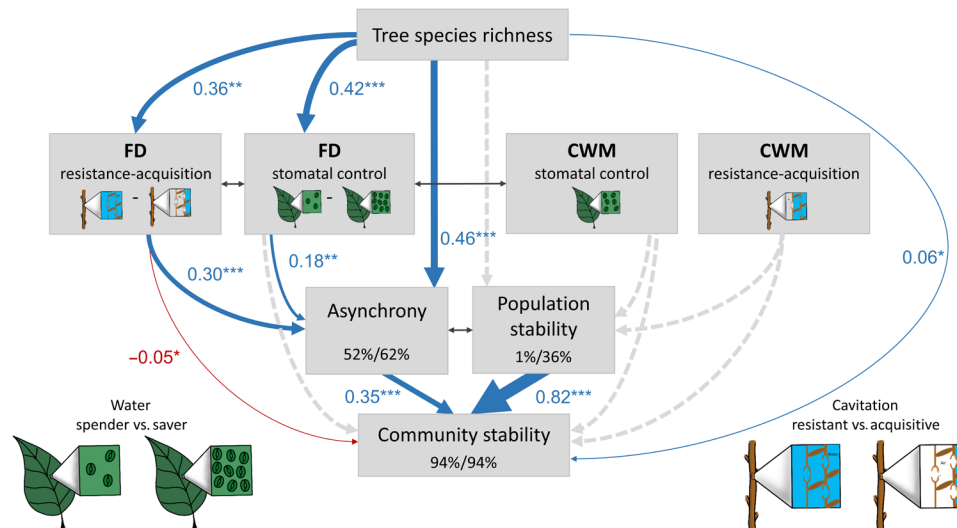 Tree species richness
0.36**
0.42***
FD
resistance-acquisition
-
FD
stomatal control
-
CWM
stomatal control
CWM
resistance-acquisition
0.46***
0.30***
0.18**
0.06*
Asynchrony
52%/62%
Population
stability
1%/36%
−0.05*
0.35***
0.82***
Community stability
94%/94%
Water
spender vs. saver
Cavitation
resistant vs. acquisitive